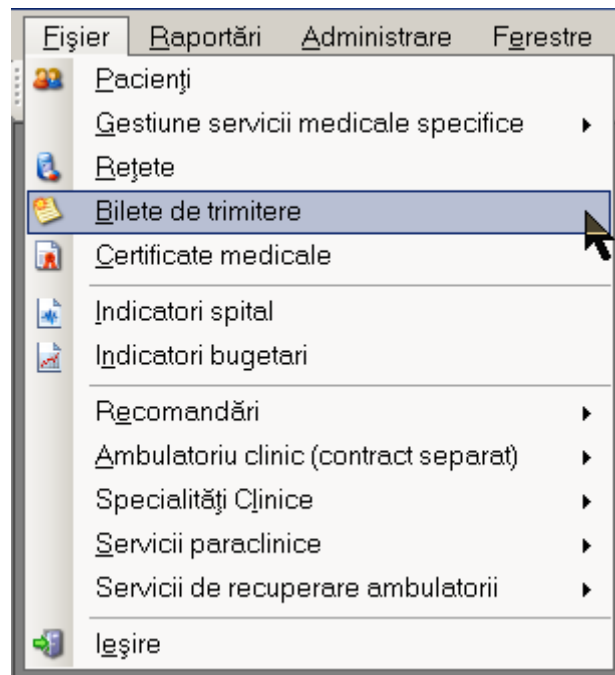 Fişier Raportări Administrare Ferestre
Pacienţi
Gestiune servicii medicale specifice
Reţete
Bilete de trimitere
Certificate medicale
Indicatori spital
Indicatori bugetari
Recomandări
Ambulatoriu clinic (contract separat)
Specialităţi Clinice
Servicii paraclinice
Servicii de recuperare ambulatorii
Ieşire